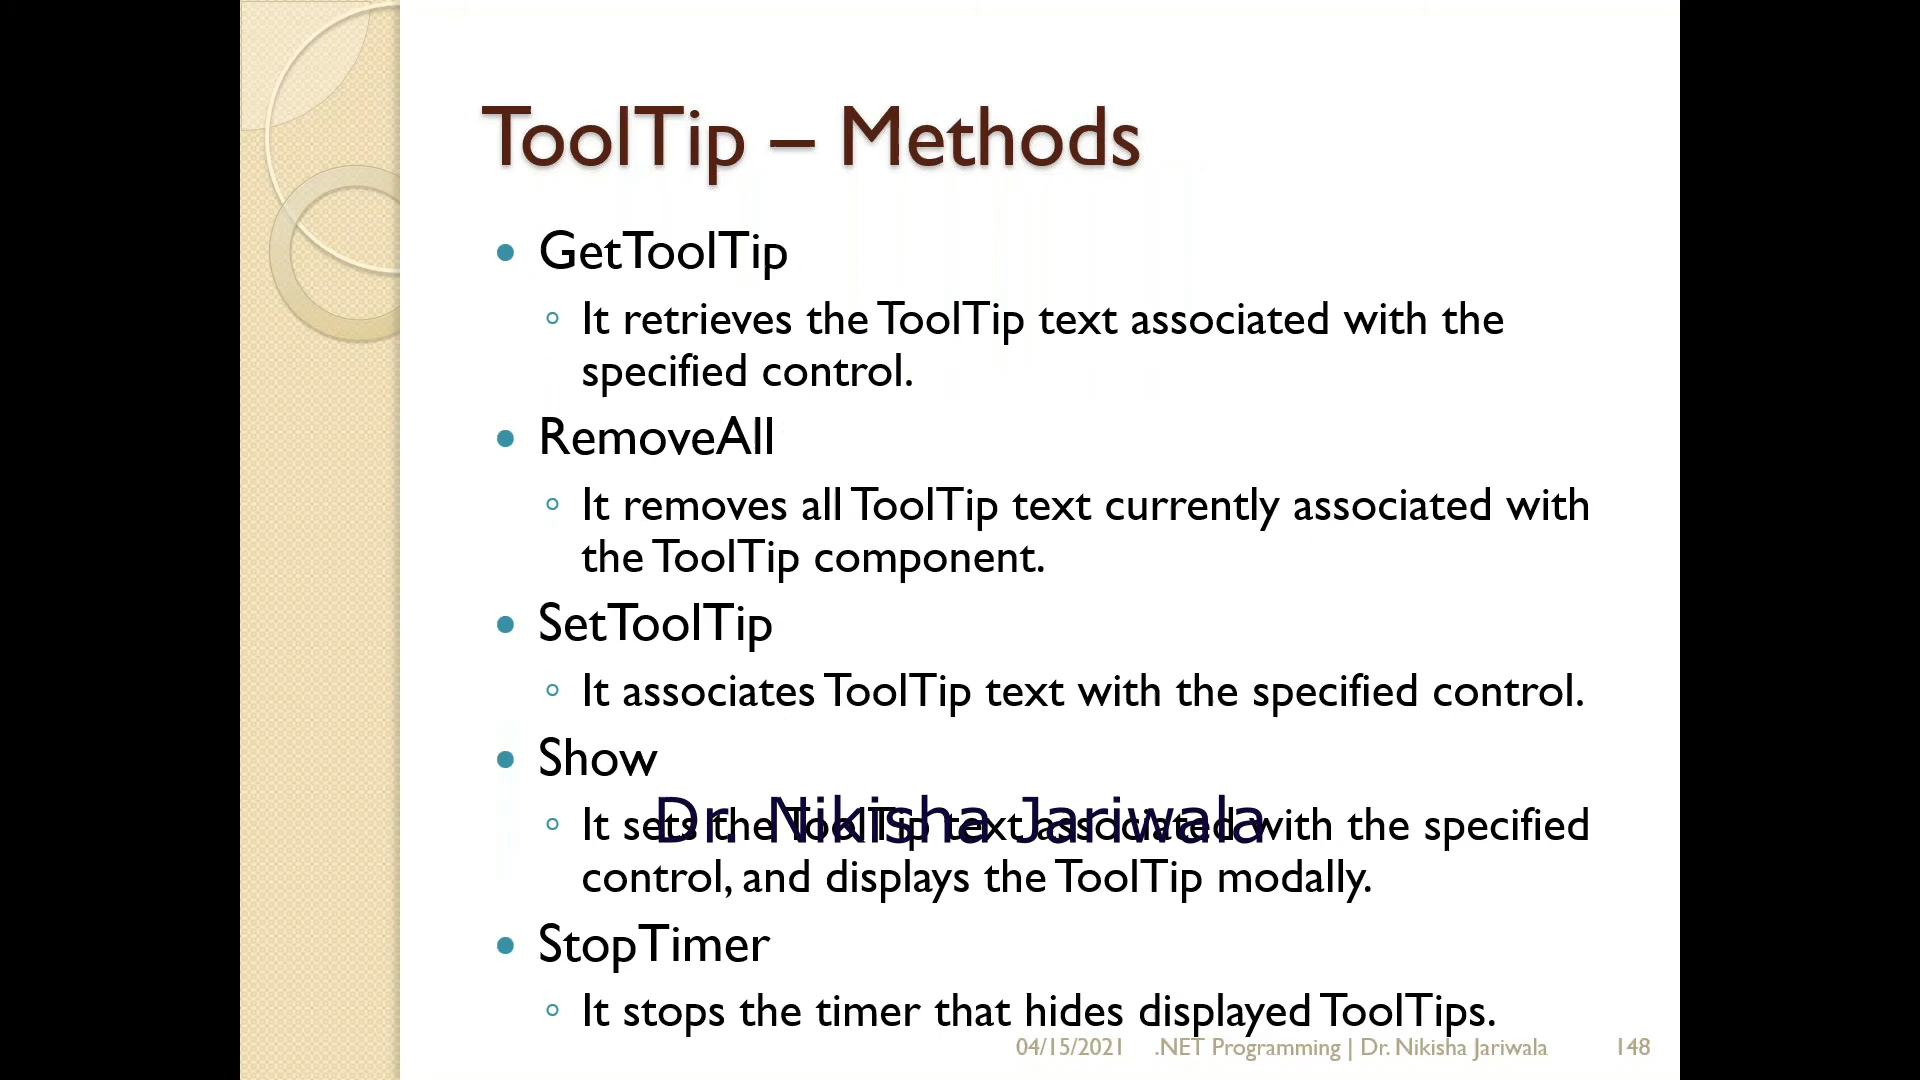 ToolTip – Methods
• GetToolTip
◦ It retrieves the ToolTip text associated with the
specified control.
• RemoveAll
◦ It removes all ToolTip text currently associated with
the ToolTip component.
• SetToolTip
◦ It associates ToolTip text with the specified control.
• Show
◦ It sets the ToolTip text associated with the specified
Dr. Nikisha Jariwala
control, and displays the ToolTip modally.
• StopTimer
◦ It stops the timer that hides displayed ToolTips.
04/15/2021 .NET Programming | Dr. Nikisha Jariwala 148